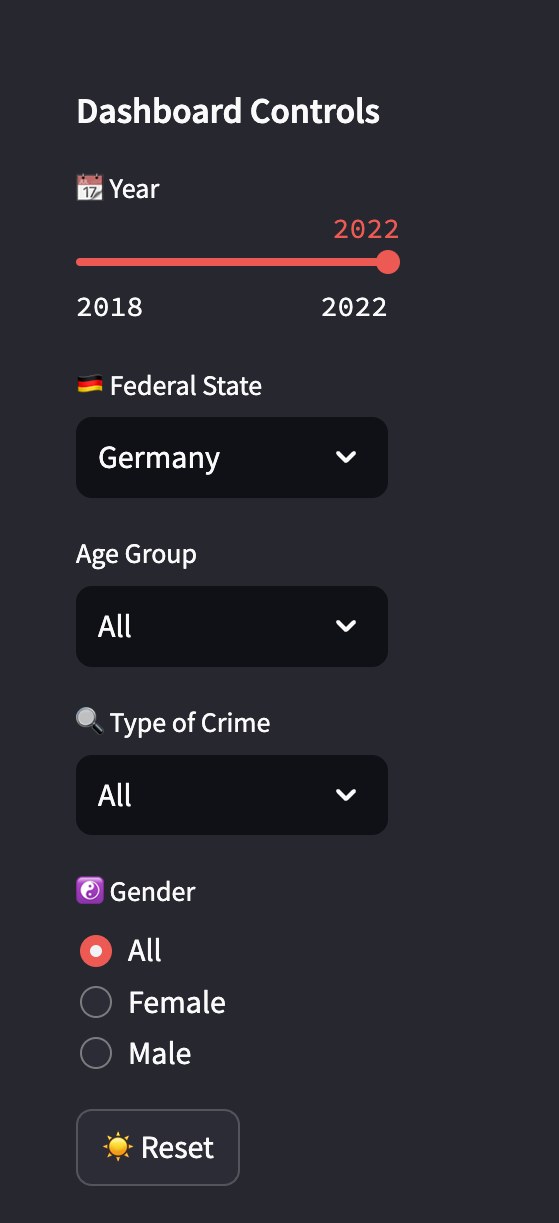 Dashboard Controls
📆 Year
2022
2018 2022
🇩🇪 Federal State
Germany
Age Group
All
🔍 Type of Crime
All
☯️ Gender
All
Female
Male
☀️ Reset